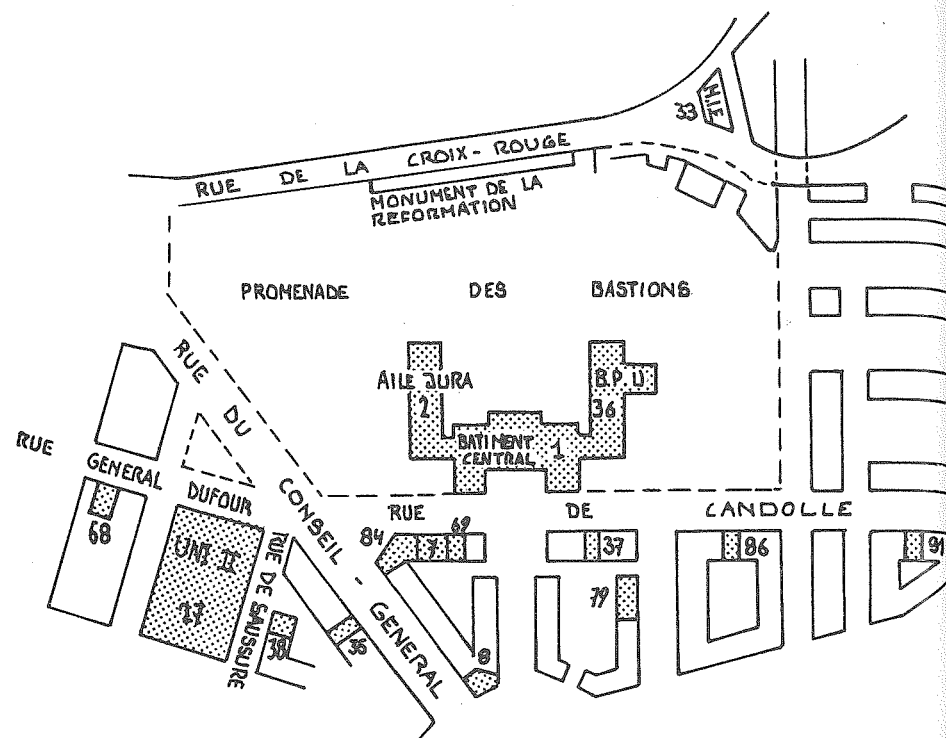 H.I.E.
33
RUE DE LA CROIX-ROUGE
MONUMENT DE LA
REFORMATION
PROMENADE DES BASTIONS
RUE DU CONSEIL-GENERAL
AILE JURA
2
B.P.U
36
BATIMENT
CENTRAL
1
RUE GENERAL DUFOUR
68
UNI II
RUE DE SAUSSURE
38
RUE DE CANDOLLE
84
7
69
37
86
91
79
8